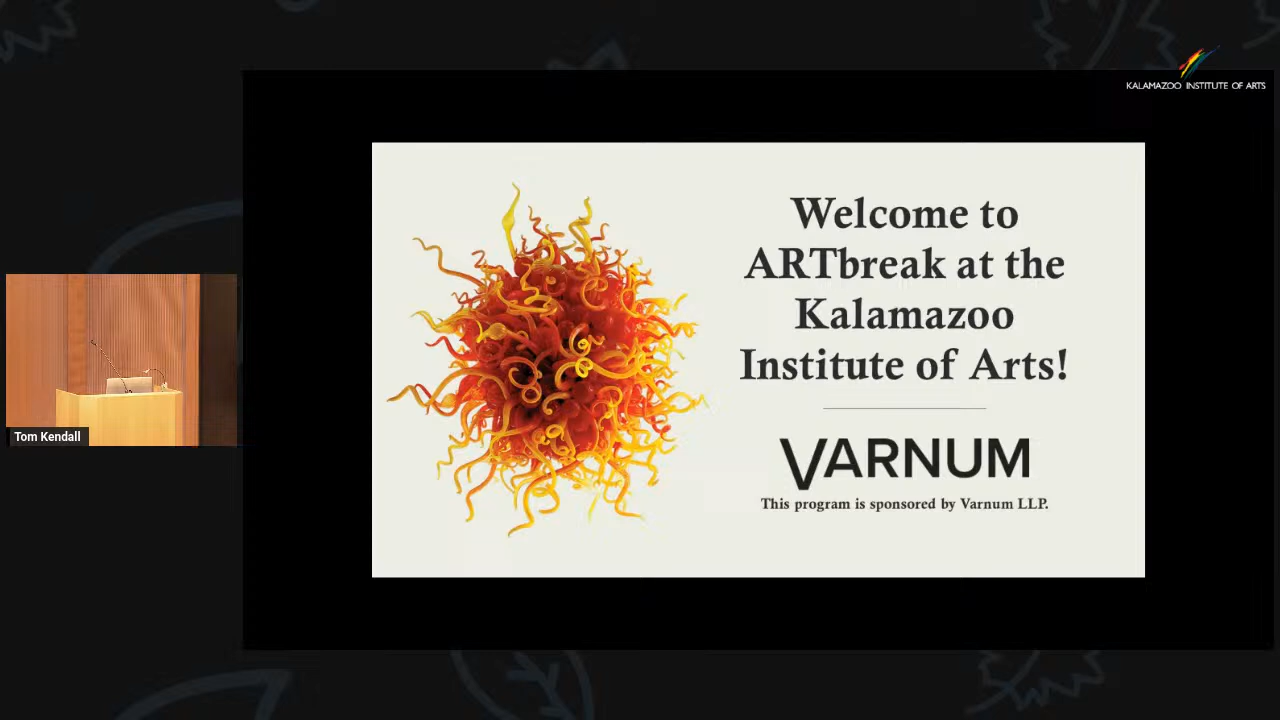 KALAMAZOO INSTITUTE OF ARTS
Welcome to
ARTbreak at the
Kalamazoo
Institute of Arts!
VARNUM
This program is sponsored by Varnum LLP.
Tom Kendall